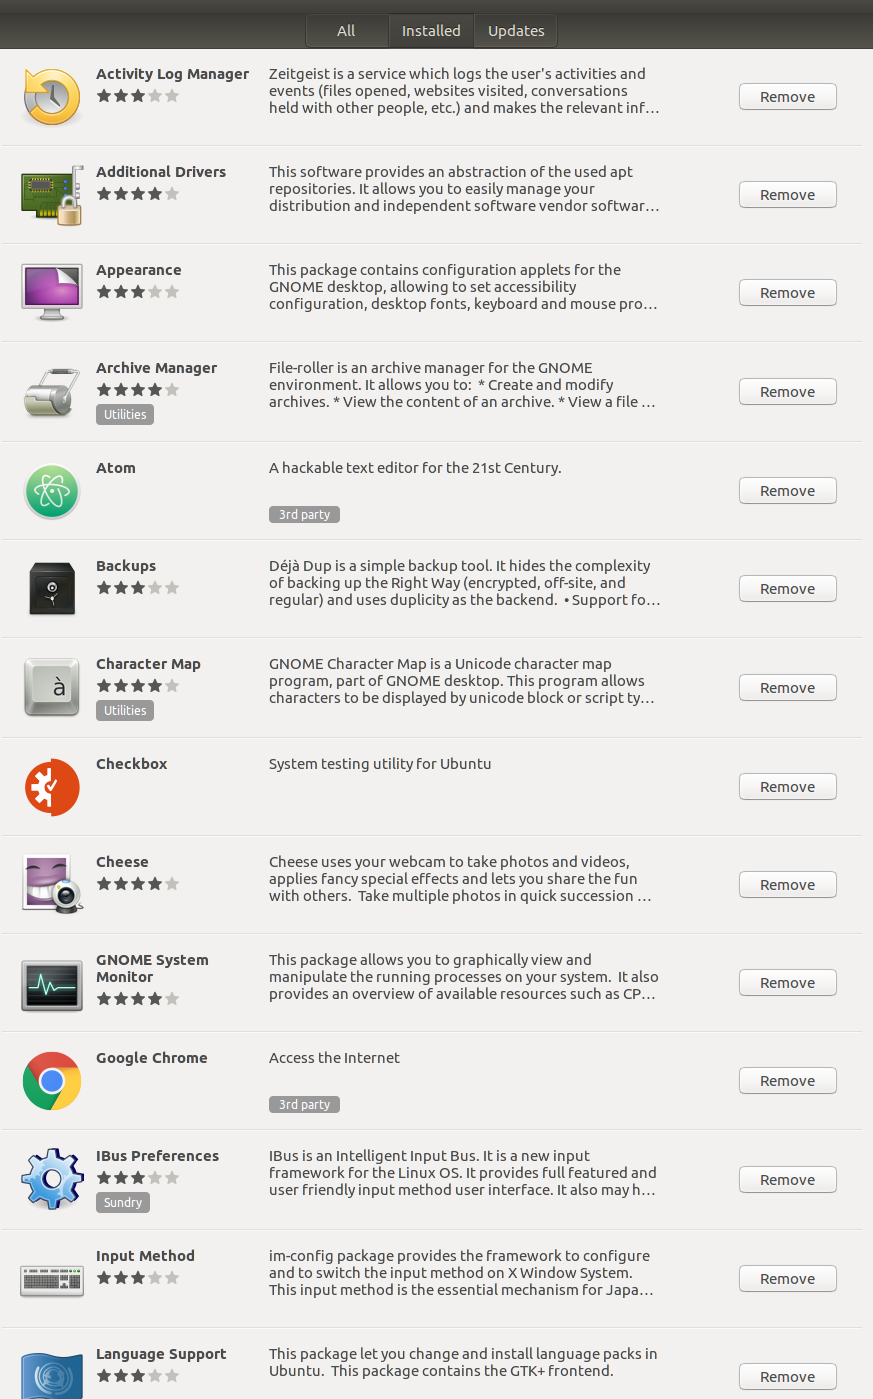 All
Installed
Updates
Activity Log Manager
Zeitgeist is a service which logs the user's activities and
events (files opened, websites visited, conversations
held with other people, etc.) and makes the relevant inf…
Remove
Additional Drivers
This software provides an abstraction of the used apt
repositories. It allows you to easily manage your
distribution and independent software vendor softwar…
Remove
Appearance
This package contains configuration applets for the
GNOME desktop, allowing to set accessibility
configuration, desktop fonts, keyboard and mouse pro…
Remove
Archive Manager
Utilities
File-roller is an archive manager for the GNOME
environment. It allows you to:  * Create and modify
archives. * View the content of an archive. * View a file …
Remove
Atom
A hackable text editor for the 21st Century.
3rd party
Remove
Backups
Déjà Dup is a simple backup tool. It hides the complexity
of backing up the Right Way (encrypted, off-site, and
regular) and uses duplicity as the backend.  • Support fo…
Remove
à
Character Map
Utilities
GNOME Character Map is a Unicode character map
program, part of GNOME desktop. This program allows
characters to be displayed by unicode block or script ty…
Remove
Checkbox
System testing utility for Ubuntu
Remove
Cheese
Cheese uses your webcam to take photos and videos,
applies fancy special effects and lets you share the fun
with others.  Take multiple photos in quick succession …
Remove
GNOME System
Monitor
This package allows you to graphically view and
manipulate the running processes on your system.  It also
provides an overview of available resources such as CP…
Remove
Google Chrome
Access the Internet
3rd party
Remove
IBus Preferences
Sundry
IBus is an Intelligent Input Bus. It is a new input
framework for the Linux OS. It provides full featured and
user friendly input method user interface. It also may h…
Remove
Input Method
im-config package provides the framework to configure
and to switch the input method on X Window System.
This input method is the essential mechanism for Japa…
Remove
Language Support
This package let you change and install language packs in
Ubuntu.  This package contains the GTK+ frontend.
Remove